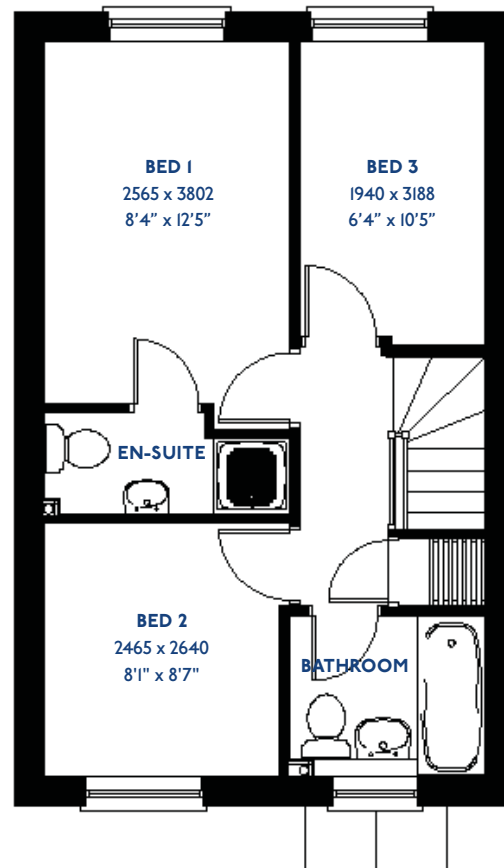 BED 1
2565 x 3802
8'4” x 12'5”
BED 3
1940 x 3188
6'4” x 10'5”
EN-SUITE
BED 2
2465 x 2640
8'1" x 8'7"
BATHROOM